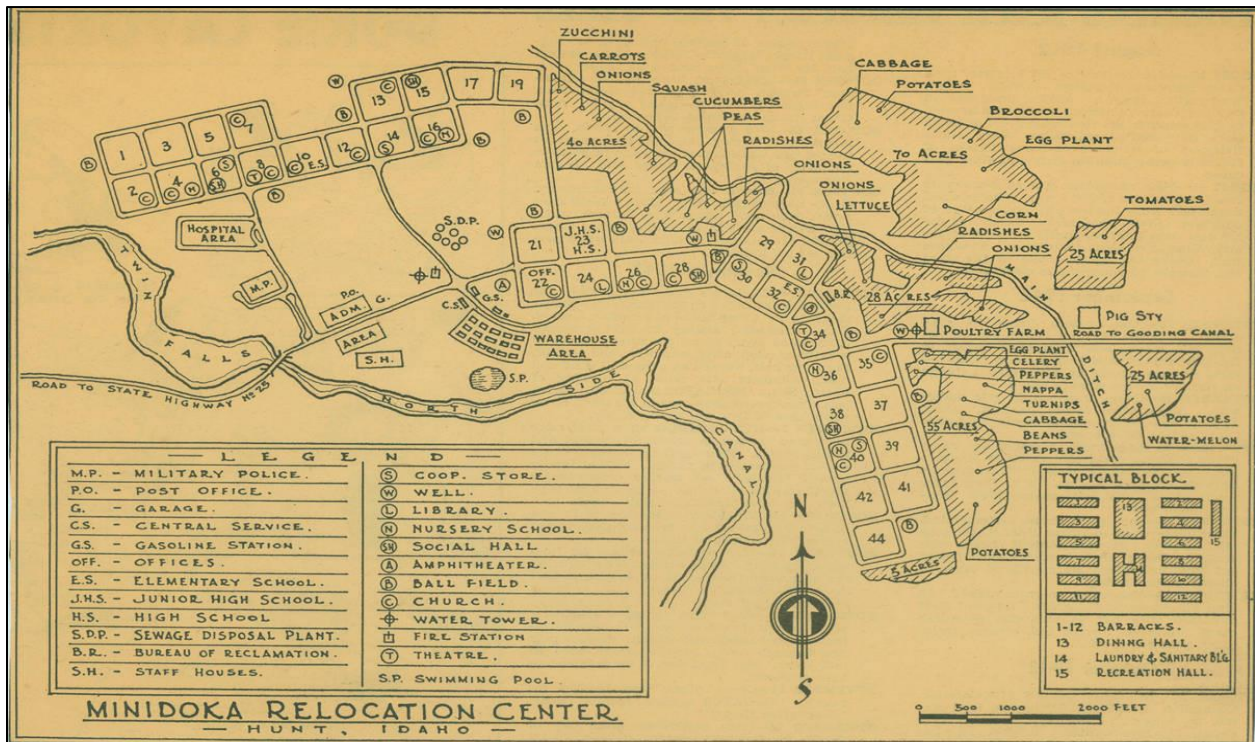 ZUCCHINI
CARROTS
ONIONS
SQUASH
CUCUMBERS
PEAS
RADISHES
ONIONS
ONIONS
LETTUCE
CABBAGE
POTATOES
BROCCOLI
EGG PLANT
CORN
RADISHES
ONIONS
TOMATOES
40 ACRES
70 ACRES
25 ACRES
28 ACRES
W
B
C
13
SH
15
17
19
1
3
5
C 7
B
B
14
S
16
C N
B
2 C
4
C N
6 S
SH
8
T C
10
C E.S.
12 C
B
B
HOSPITAL AREA
S.D.P.
W
21
J.H.S.
23
H.S.
B
W
29
31
L
M.P.
P.O.
ADM.
G.
AREA
S.H.
C.S.
G.S.
A
OFF.
22 C
24
L
26
N C
28
C SH
B
S
30
E.S.
32
C
B.R.
WAREHOUSE AREA
S.P.
T
34
C
B
W
POULTRY FARM
PIG STY
ROAD TO GOODING CANAL
MAIN DITCH
35 C
N
36
B
37
38
SH
39
N S
C 40
41
42
B
44
5 ACRES
EGG PLANT
CELERY
PEPPERS
NAPPA
TURNIPS
CABBAGE
BEANS
PEPPERS
55 ACRES
POTATOES
25 ACRES
POTATOES
WATER-MELON
TWIN FALLS
NORTH SIDE CANAL
ROAD TO STATE HIGHWAY Nº 25
LEGEND
M.P. - MILITARY POLICE.
P.O. - POST OFFICE.
G. - GARAGE.
C.S. - CENTRAL SERVICE.
G.S. - GASOLINE STATION.
OFF. - OFFICES.
E.S. - ELEMENTARY SCHOOL.
J.H.S. - JUNIOR HIGH SCHOOL.
H.S. - HIGH SCHOOL
S.D.P. - SEWAGE DISPOSAL PLANT.
B.R. - BUREAU OF RECLAMATION.
S.H. - STAFF HOUSES.
S COOP. STORE.
W WELL.
L LIBRARY.
N NURSERY SCHOOL.
SH SOCIAL HALL
A AMPHITHEATER.
B BALL FIELD.
C CHURCH.
WATER TOWER.
FIRE STATION
T THEATRE.
S.P. SWIMMING POOL.
MINIDOKA RELOCATION CENTER
HUNT, IDAHO
N
S
TYPICAL BLOCK
13
15
1-12 BARRACKS.
13 DINING HALL.
14 LAUNDRY & SANITARY BL'G
15 RECREATION HALL.
0 500 1000 2000 FEET